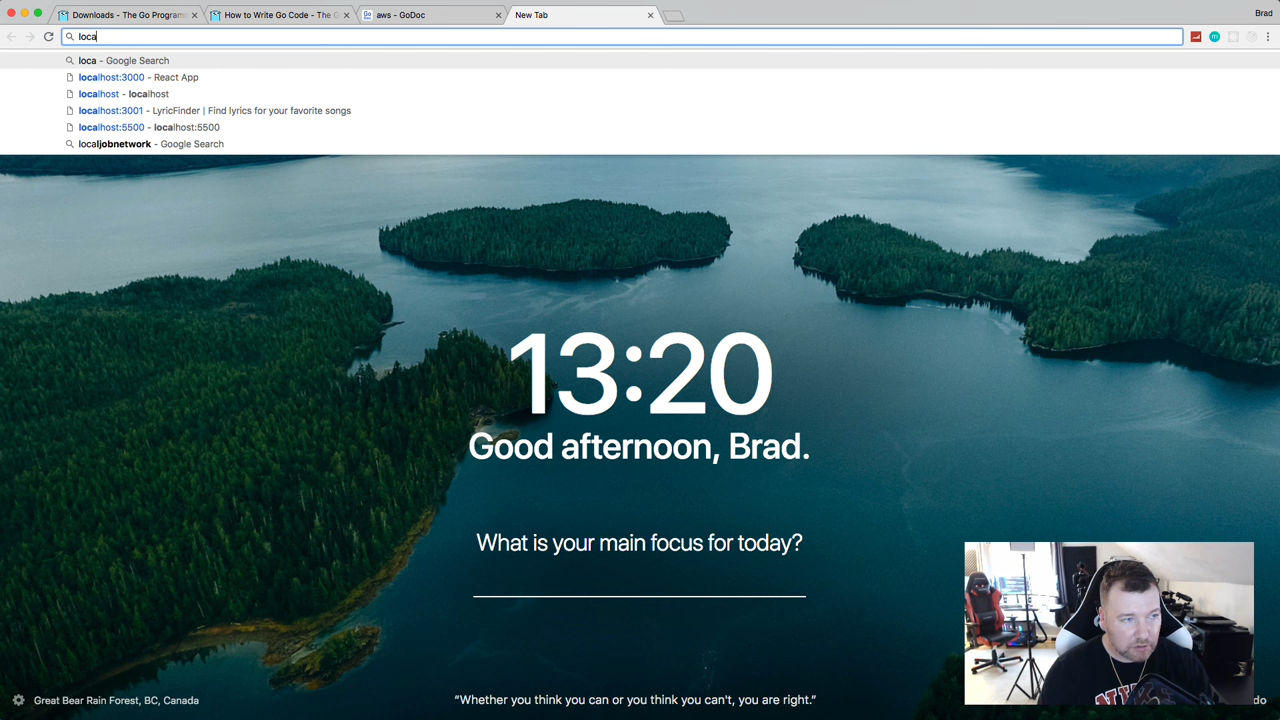 Downloads - The Go Program
How to Write Go Code - The G
Go
aws - GoDoc
New Tab
Brad
loca
loca - Google Search
localhost:3000 - React App
localhost - localhost
localhost:3001 - LyricFinder | Find lyrics for your favorite songs
localhost:5500 - localhost:5500
localjobnetwork - Google Search
13:20
Good afternoon, Brad.
What is your main focus for today?
Great Bear Rain Forest, BC, Canada
“Whether you think you can or you think you can't, you are right.”
do